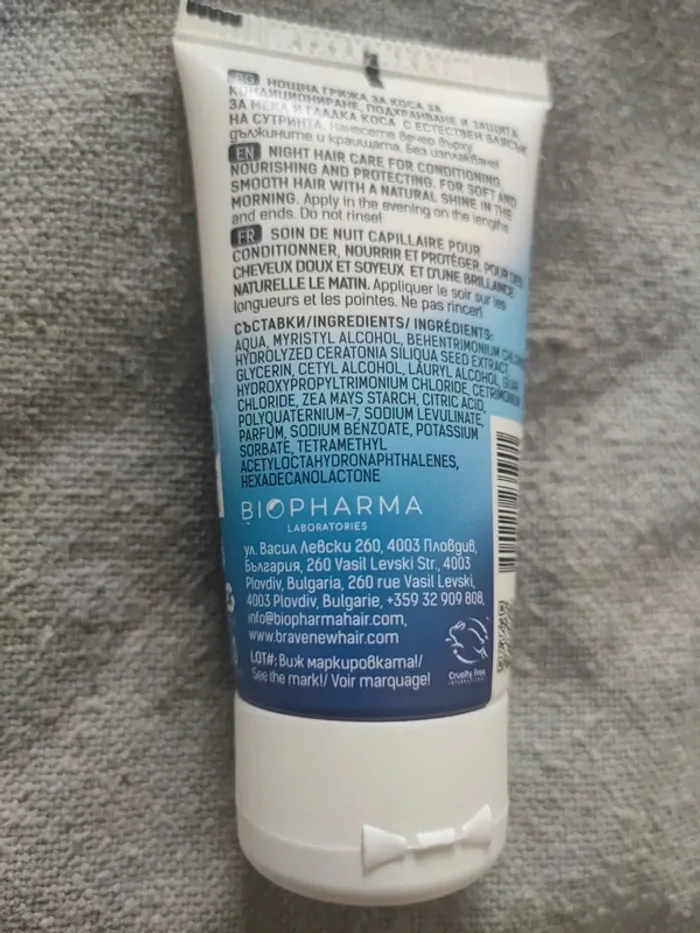 BG НОЩНА ГРИЖА ЗА КОСА ЗА
КОНДИЦИОНИРАНЕ, ПОДХРАНВАНЕ И ЗАЩИТА.
ЗА МЕКА И ГЛАДКА КОСА С ЕСТЕСТВЕН БЛЯСЪК
НА СУТРИНТА. Нанесете вечер върху
дължините и краищата. Без изплакване!
EN NIGHT HAIR CARE FOR CONDITIONING,
NOURISHING AND PROTECTING. FOR SOFT AND
SMOOTH HAIR WITH A NATURAL SHINE IN THE
MORNING. Apply in the evening on the lengths
and ends. Do not rinse!
FR SOIN DE NUIT CAPILLAIRE POUR
CONDITIONNER, NOURRIR ET PROTÉGER. POUR DES
CHEVEUX DOUX ET SOYEUX ET D'UNE BRILLANCE
NATURELLE LE MATIN. Appliquer le soir sur les
longueurs et les pointes. Ne pas rincer!
СЪСТАВКИ/INGREDIENTS/ INGRÉDIENTS:
AQUA, MYRISTYL ALCOHOL, BEHENTRIMONIUM
HYDROLYZED CERATONIA SILIQUA SEED EXTRACT,
GLYCERIN, CETYL ALCOHOL, LAURYL ALCOHOL, GUAR
HYDROXYPROPYLTRIMONIUM CHLORIDE, CETRIMONIUM
CHLORIDE, ZEA MAYS STARCH, CITRIC ACID,
POLYQUATERNIUM-7, SODIUM LEVULINATE,
PARFUM, SODIUM BENZOATE, POTASSIUM
SORBATE, TETRAMETHYL
ACETYLOCTAHYDRONAPHTHALENES,
HEXADECANOLACTONE
BIOPHARMA
LABORATORIES
ул. Васил Левски 260, 4003 Пловдив,
България, 260 Vasil Levski Str., 4003
Plovdiv, Bulgaria, 260 rue Vasil Levski,
4003 Plovdiv, Bulgarie, +359 32 909 808,
info@biopharmahair.com,
www.bravenewhair.com
LOT#: Виж маркировката!/
See the mark!/ Voir marquage!
Cruelty Free
INTERNATIONAL